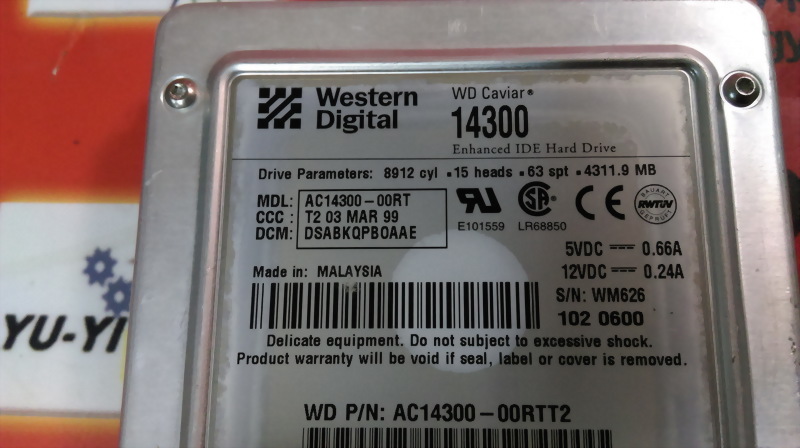 Western
Digital
WD Caviar®
14300
Enhanced IDE Hard Drive
Drive Parameters: 8912 cyl ▪ 15 heads ▪ 63 spt ▪ 4311.9 MB
MDL: AC14300-00RT
CCC: T2 03 MAR 99
DCM: DSABKQPBOAAE
E101559
SA
LR68850
CE
BAUART
RWTÜV
GEPRÜFT
5VDC 0.66A
12VDC 0.24A
Made in: MALAYSIA
S/N: WM626
102 0600
Delicate equipment. Do not subject to excessive shock.
Product warranty will be void if seal, label or cover is removed.
WD P/N: AC14300-00RTT2
YU-YI